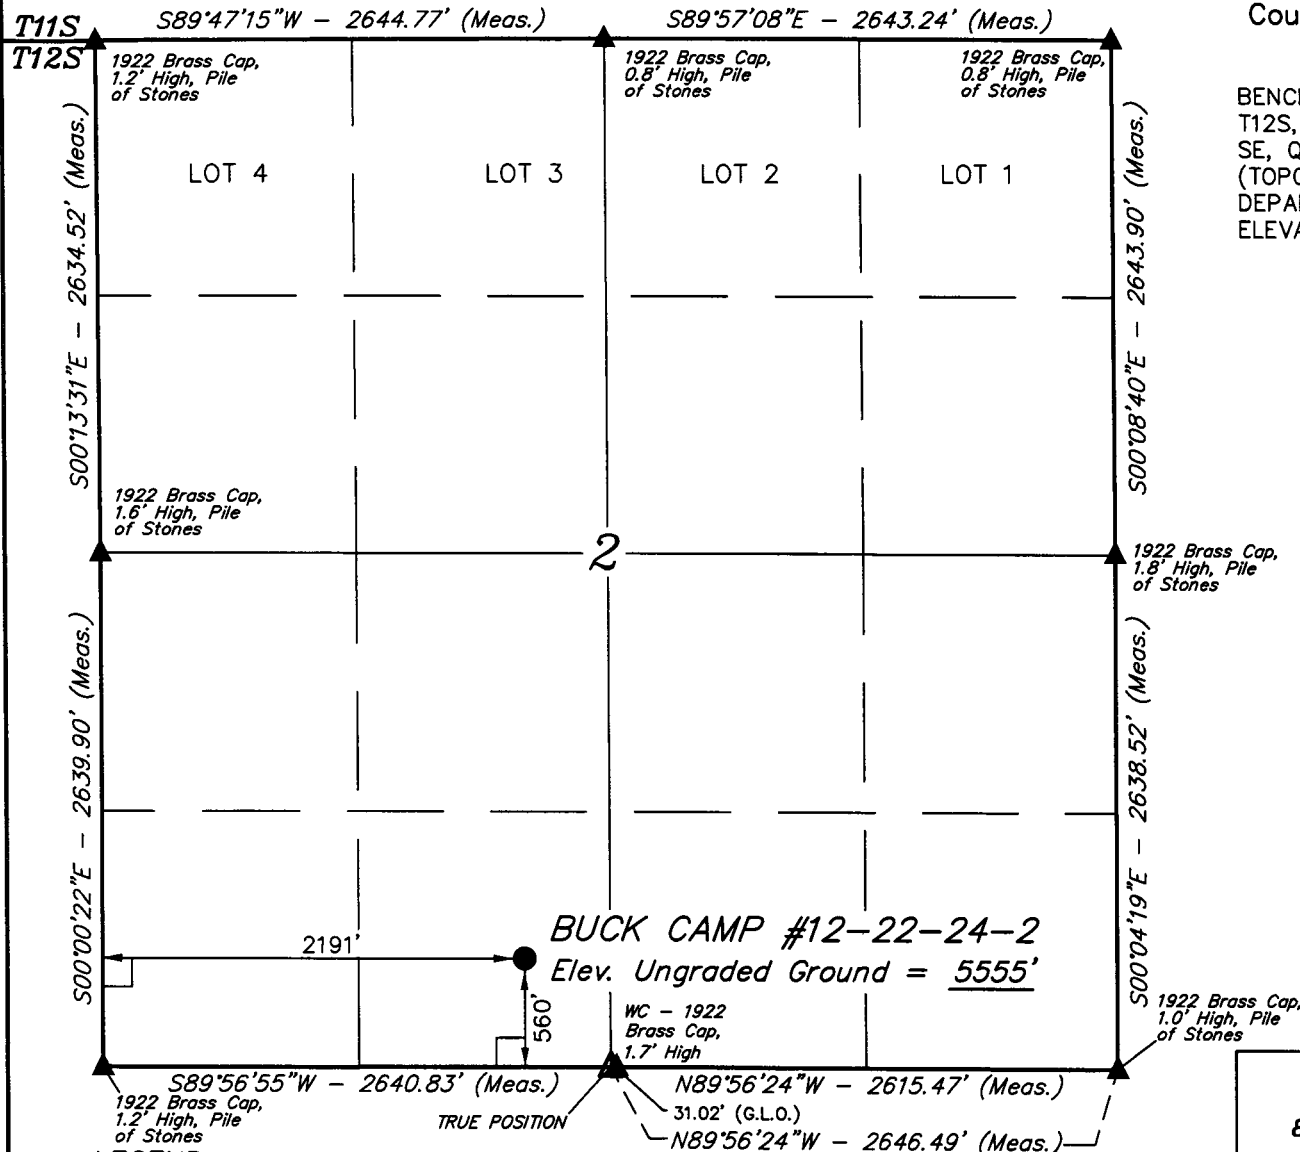 T11S
T12S
S89°47'15"W - 2644.77' (Meas.)
S89°57'08"E - 2643.24' (Meas.)
Cou
1922 Brass Cap,
1.2' High, Pile
of Stones
1922 Brass Cap,
0.8' High, Pile
of Stones
1922 Brass Cap,
0.8' High, Pile
of Stones
BENC
T12S,
SE, Q
(TOPO
DEPA
ELEVA
LOT 4
LOT 3
LOT 2
LOT 1
S00°13'31"E - 2634.52' (Meas.)
S00°08'40"E - 2643.90' (Meas.)
1922 Brass Cap,
1.6' High, Pile
of Stones
2
1922 Brass Cap,
1.8' High, Pile
of Stones
S00°00'22"E - 2639.90' (Meas.)
S00°04'19"E - 2638.52' (Meas.)
BUCK CAMP #12-22-24-2
Elev. Ungraded Ground = 5555'
2191'
560'
WC - 1922
Brass Cap,
1.7' High
1922 Brass Cap,
1.0' High, Pile
of Stones
S89°56'55"W - 2640.83' (Meas.)
N89°56'24"W - 2615.47' (Meas.)
1922 Brass Cap,
1.2' High, Pile
of Stones
TRUE POSITION
31.02' (G.L.O.)
N89°56'24"W - 2646.49' (Meas.)